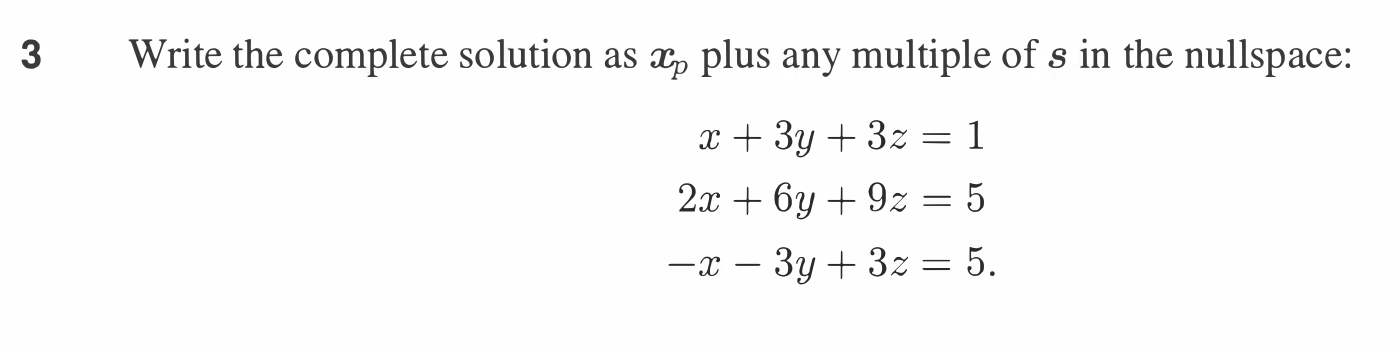 3 Write the complete solution as xₚ plus any multiple of s in the nullspace:
x + 3y + 3z = 1
2x + 6y + 9z = 5
−x − 3y + 3z = 5.